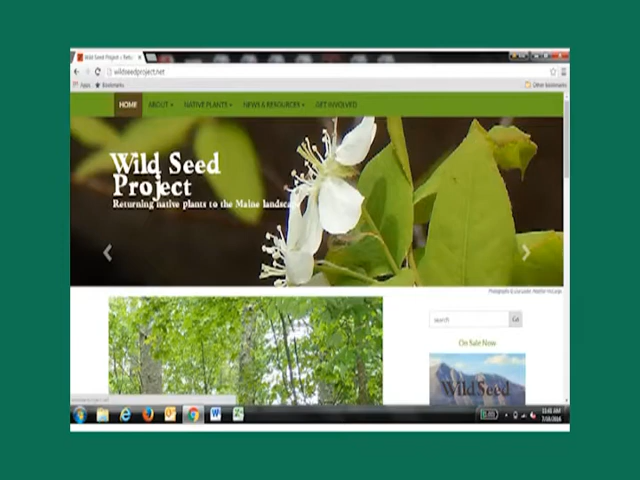 Wild Seed Project
wildseedproject.net
Apps
Bookmarks
Other bookmarks
HOME
ABOUT
NATIVE PLANTS
NEWS & RESOURCES
GET INVOLVED
Wild Seed
Project
Returning native plants to the Maine landsca
search
Go
On Sale Now
Wild Seed